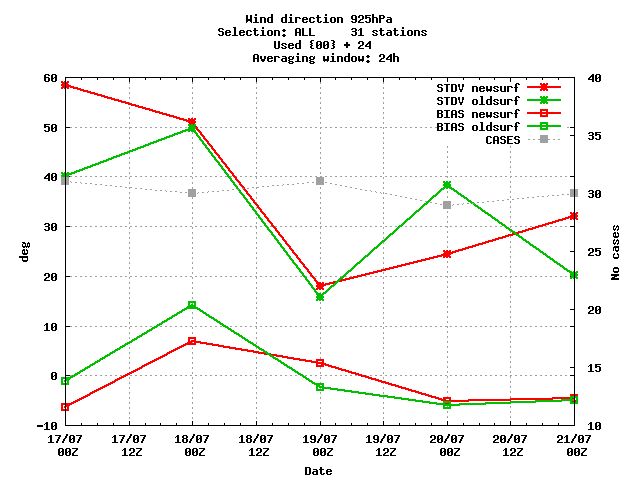 Wind direction 925hPa
Selection: ALL     31 stations
Used {00} + 24
Averaging window: 24h
STDV newsurf
STDV oldsurf
BIAS newsurf
BIAS oldsurf
CASES
60
50
40
30
20
10
0
-10
deg
40
35
30
25
20
15
10
No cases
17/07 17/07 18/07 18/07 19/07 19/07 20/07 20/07 21/07
00Z 12Z 00Z 12Z 00Z 12Z 00Z 12Z 00Z
Date